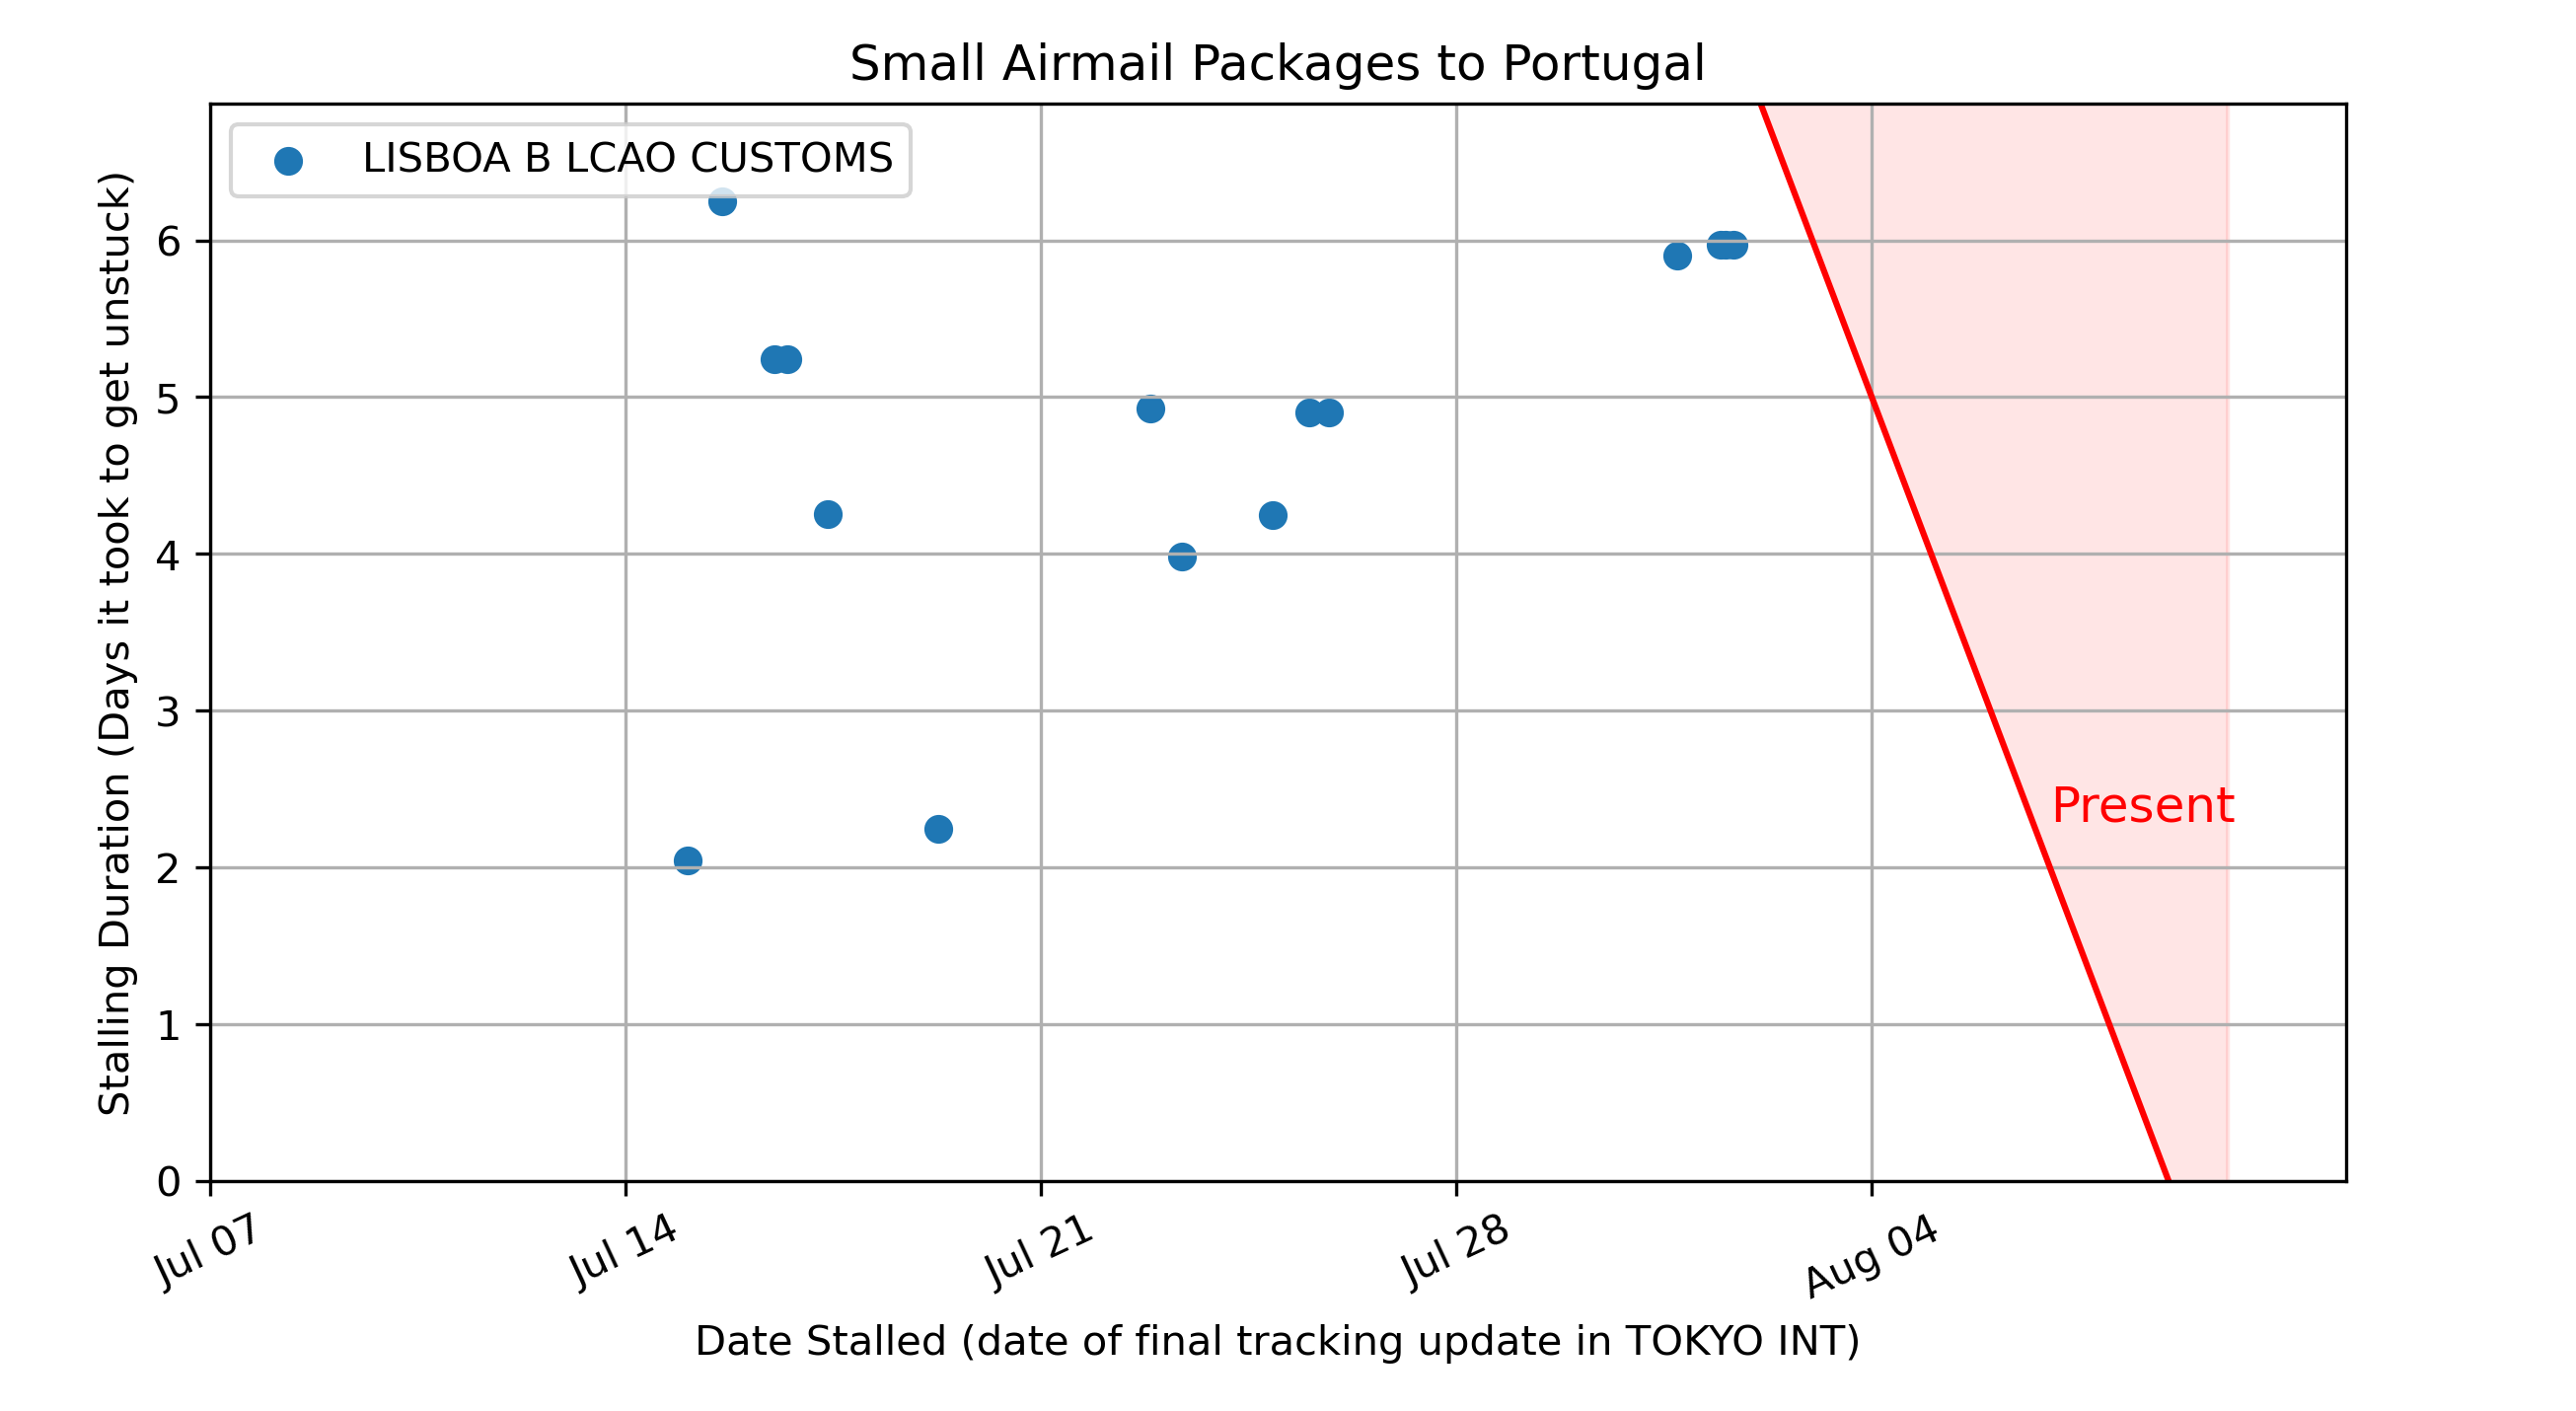 Small Airmail Packages to Portugal
LISBOA B LCAO CUSTOMS
Stalling Duration (Days it took to get unstuck)
6
5
4
3
2
1
0
Present
Jul 07
Jul 14
Jul 21
Jul 28
Aug 04
Date Stalled (date of final tracking update in TOKYO INT)